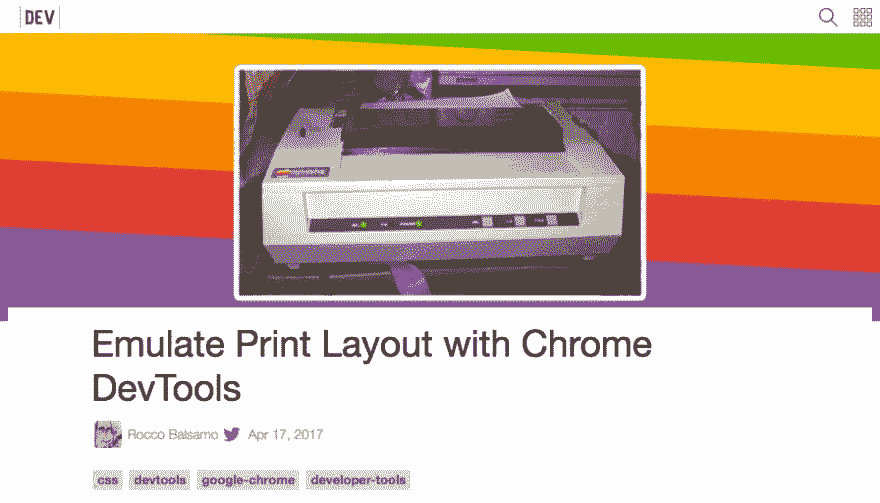 DEV
Emulate Print Layout with Chrome
DevTools
Rocco Balsamo Apr 17, 2017
css devtools google-chrome developer-tools